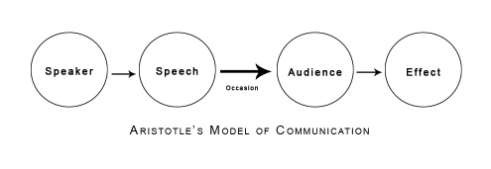 Speaker Speech Audience Effect
Occasion
Aristotle's Model of Communication